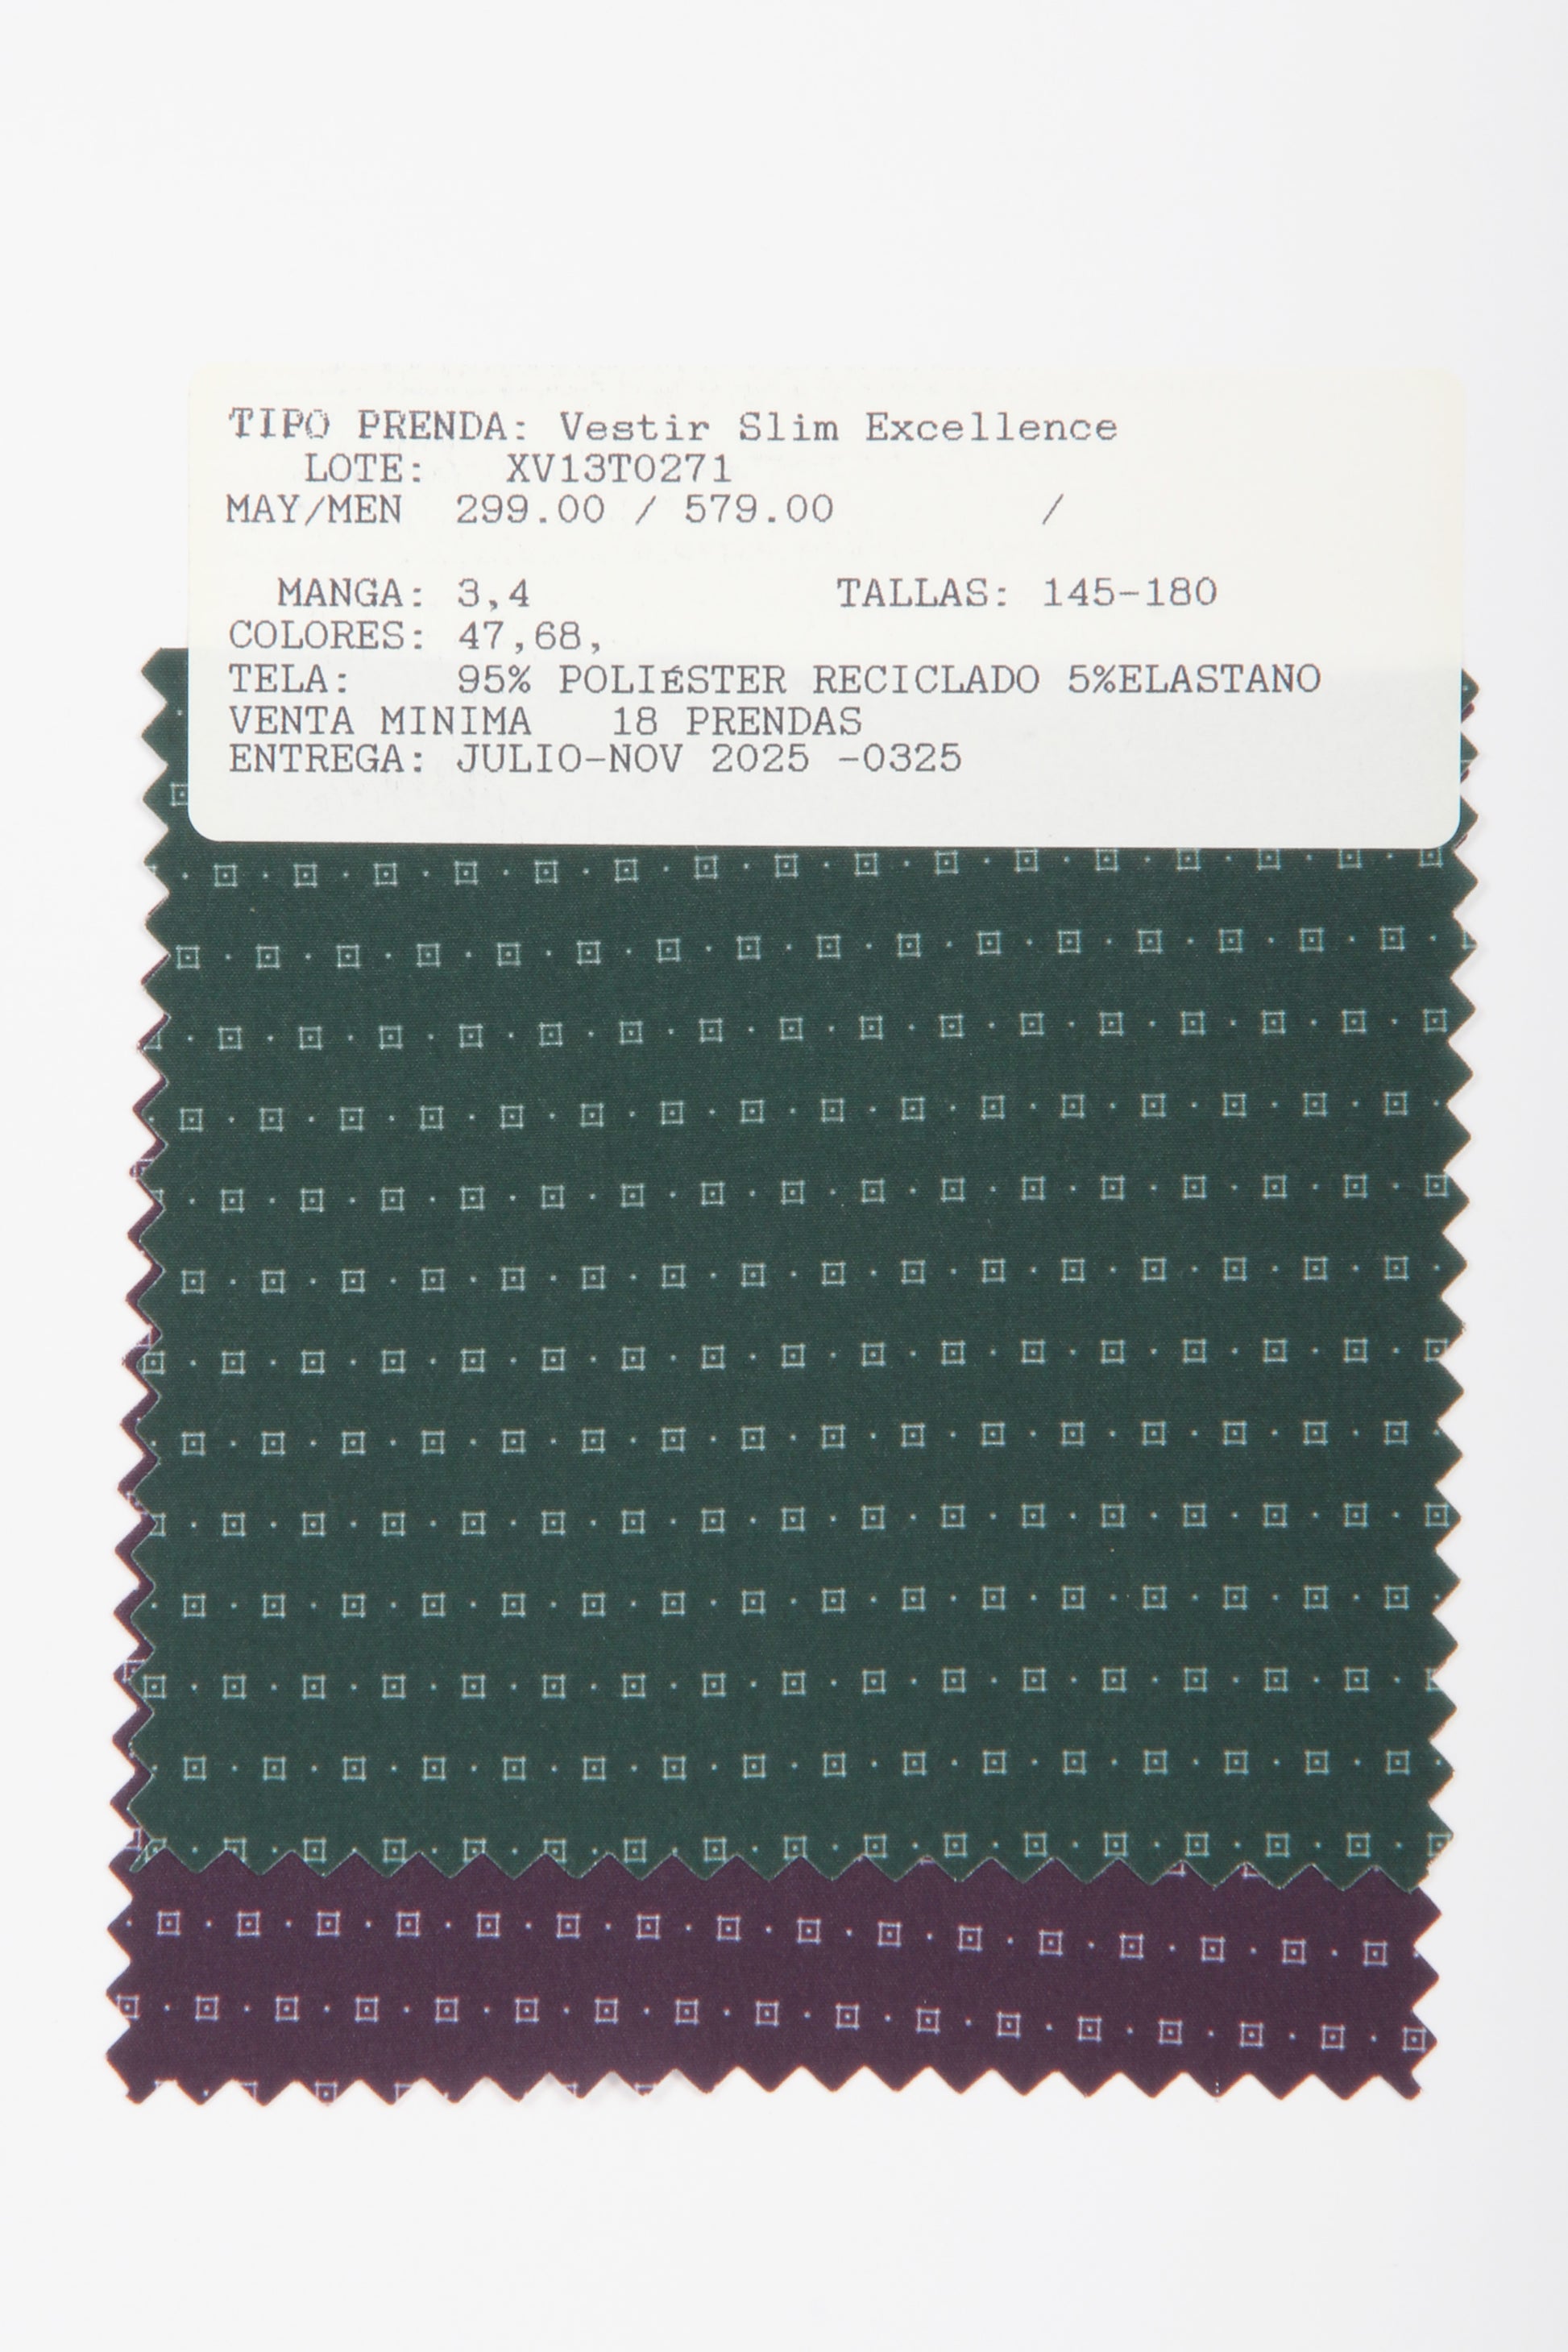 TIPO PRENDA: Vestir Slim Excellence
LOTE: XV13T0271
MAY/MEN 299.00 / 579.00 /
MANGA: 3,4 TALLAS: 145-180
COLORES: 47,68,
TELA: 95% POLIÉSTER RECICLADO 5%ELASTANO
VENTA MINIMA 18 PRENDAS
ENTREGA: JULIO-NOV 2025 -0325